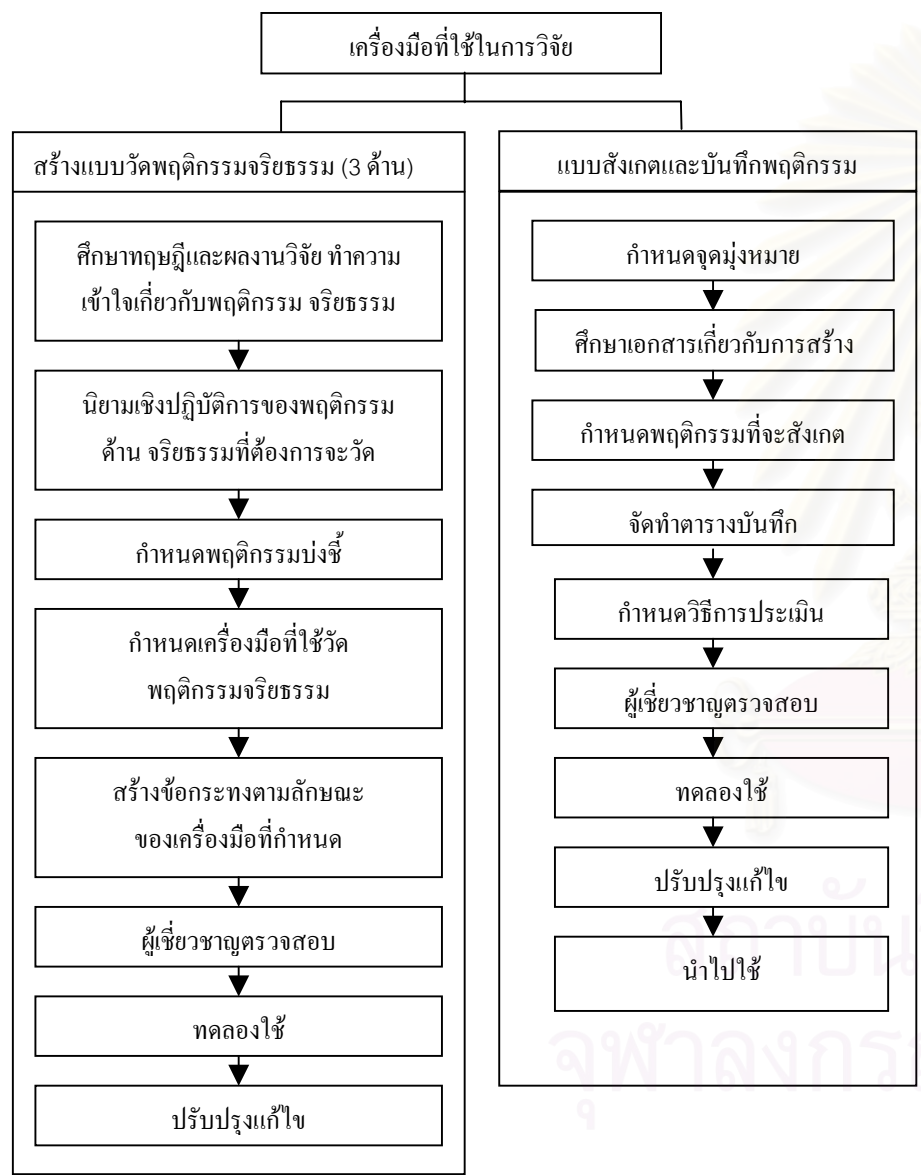 เครื่องมือที่ใช้ในการวิจัย
สร้างแบบวัดพฤติกรรมจริยธรรม (3 ด้าน)
ศึกษาทฤษฎีและผลงานวิจัย ทำความ
เข้าใจเกี่ยวกับพฤติกรรม จริยธรรม
นิยามเชิงปฏิบัติการของพฤติกรรม
ด้าน จริยธรรมที่ต้องการจะวัด
กำหนดพฤติกรรมบ่งชี้
กำหนดเครื่องมือที่ใช้วัด
พฤติกรรมจริยธรรม
สร้างข้อกระทงตามลักษณะ
ของเครื่องมือที่กำหนด
ผู้เชี่ยวชาญตรวจสอบ
ทดลองใช้
ปรับปรุงแก้ไข
แบบสังเกตและบันทึกพฤติกรรม
กำหนดจุดมุ่งหมาย
ศึกษาเอกสารเกี่ยวกับการสร้าง
กำหนดพฤติกรรมที่จะสังเกต
จัดทำตารางบันทึก
กำหนดวิธีการประเมิน
ผู้เชี่ยวชาญตรวจสอบ
ทดลองใช้
ปรับปรุงแก้ไข
นำไปใช้
สถาบัน
จุฬาลงกร